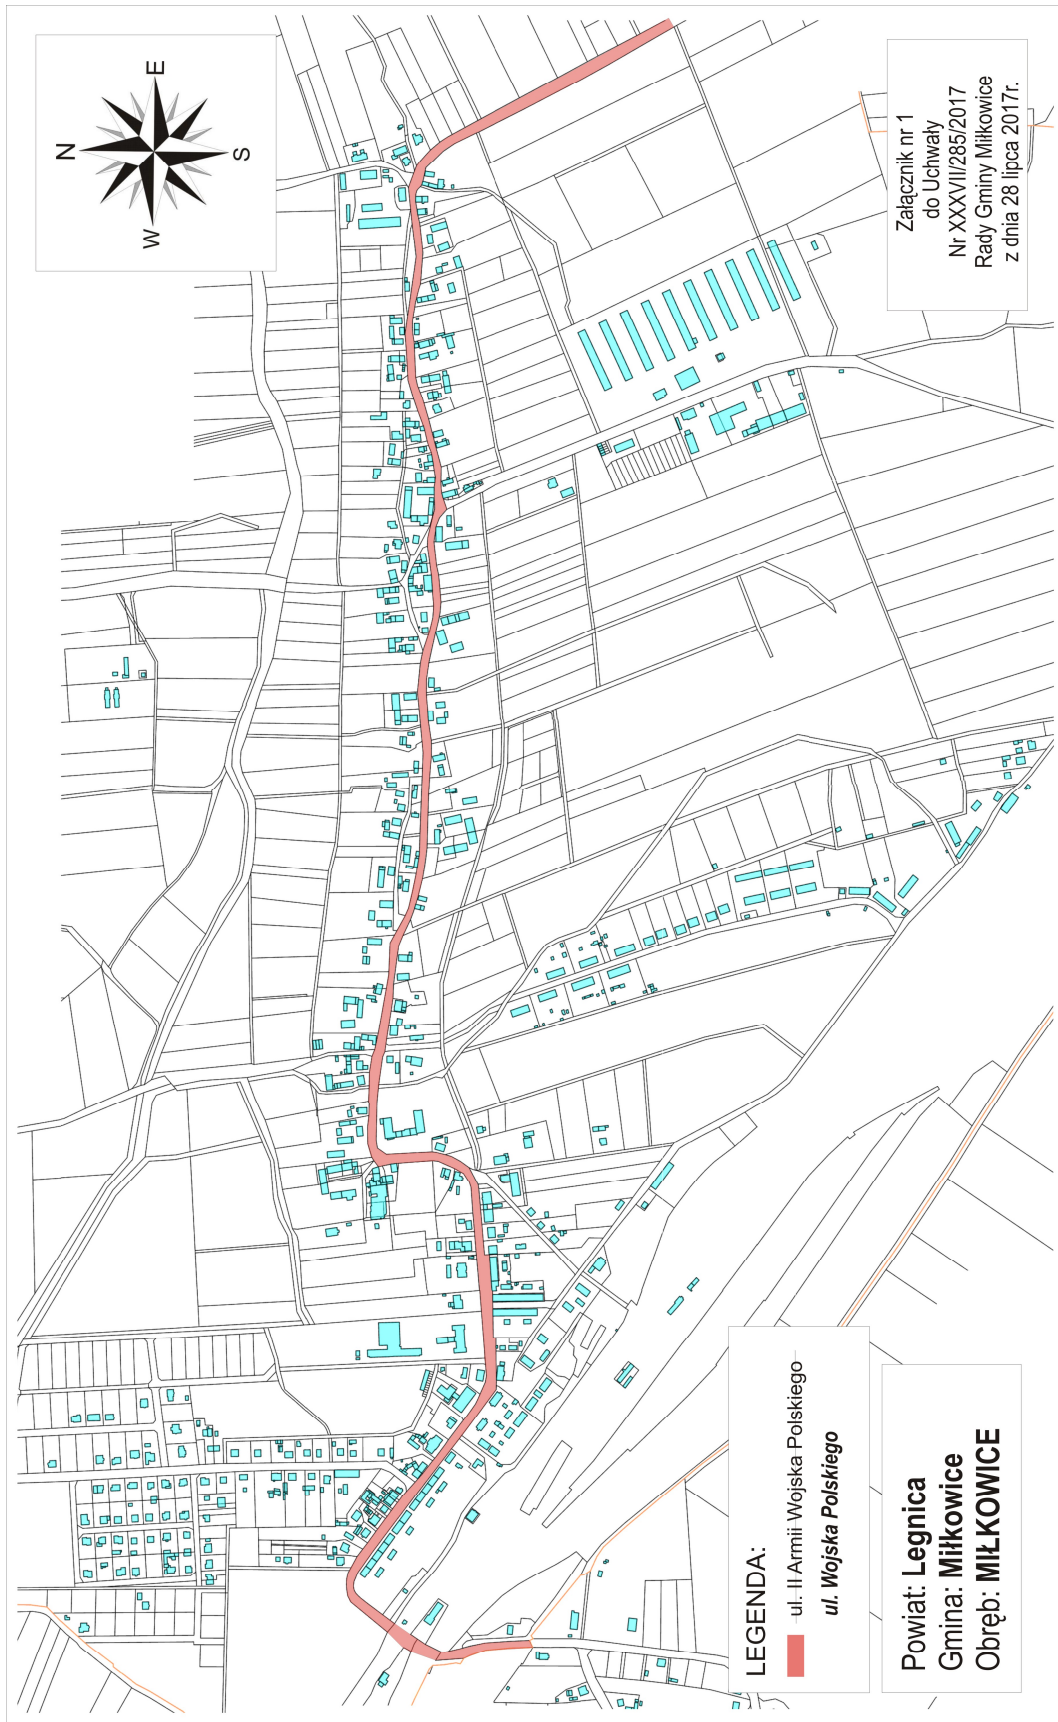 N
E
S
W
Załącznik nr 1
do Uchwały
Nr XXXVII/285/2017
Rady Gminy Miłkowice
z dnia 28 lipca 2017r.
LEGENDA:
ul. II Armii Wojska Polskiego
ul. Wojska Polskiego
Powiat: Legnica
Gmina: Miłkowice
Obręb: MIŁKOWICE